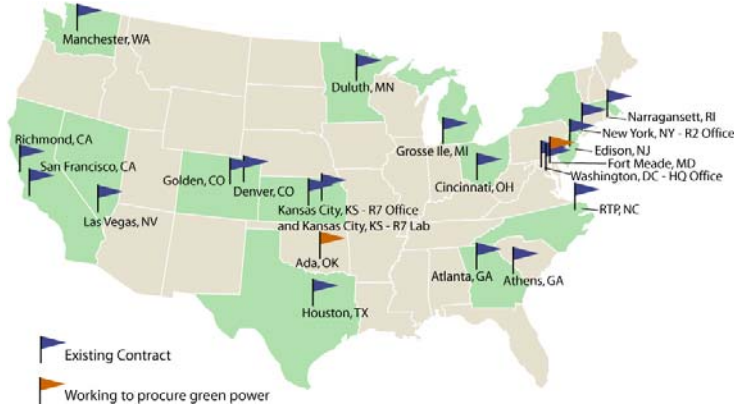 Manchester, WA
Duluth, MN
Narragansett, RI
New York, NY - R2 Office
Richmond, CA
Grosse Ile, MI
Edison, NJ
Fort Meade, MD
San Francisco, CA
Golden, CO
Denver, CO
Cincinnati, OH
Washington, DC - HQ Office
Las Vegas, NV
Kansas City, KS - R7 Office
and Kansas City, KS - R7 Lab
RTP, NC
Ada, OK
Atlanta, GA
Athens, GA
Houston, TX
Existing Contract
Working to procure green power